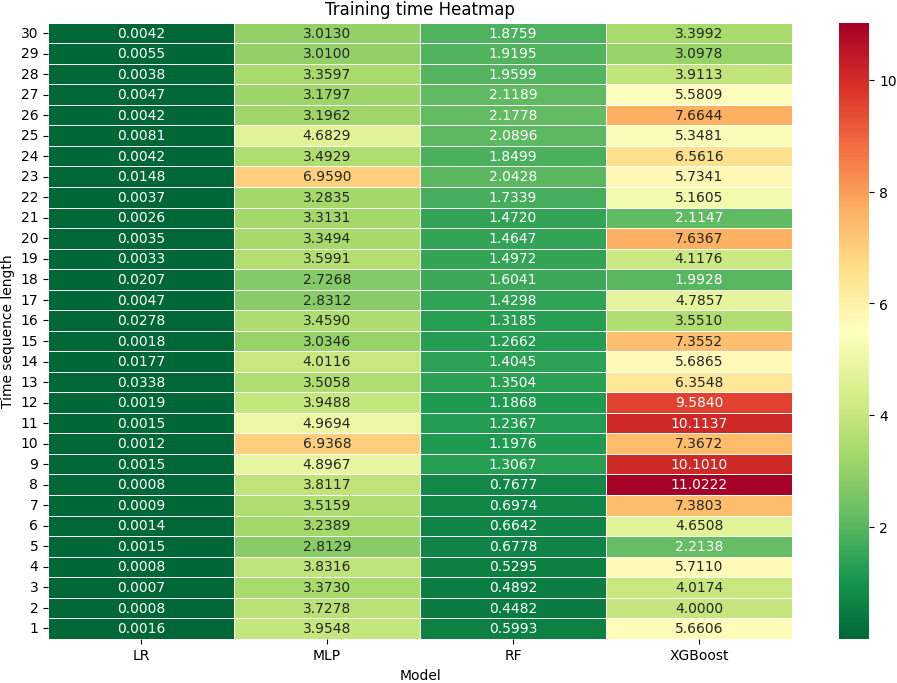 Training time Heatmap
30 0.0042 3.0130 1.8759 3.3992
29 0.0055 3.0100 1.9195 3.0978
28 0.0038 3.3597 1.9599 3.9113
27 0.0047 3.1797 2.1189 5.5809
26 0.0042 3.1962 2.1778 7.6644
25 0.0081 4.6829 2.0896 5.3481
24 0.0042 3.4929 1.8499 6.5616
23 0.0148 6.9590 2.0428 5.7341
22 0.0037 3.2835 1.7339 5.1605
21 0.0026 3.3131 1.4720 2.1147
20 0.0035 3.3494 1.4647 7.6367
19 0.0033 3.5991 1.4972 4.1176
18 0.0207 2.7268 1.6041 1.9928
17 0.0047 2.8312 1.4298 4.7857
16 0.0278 3.4590 1.3185 3.5510
15 0.0018 3.0346 1.2662 7.3552
14 0.0177 4.0116 1.4045 5.6865
13 0.0338 3.5058 1.3504 6.3548
12 0.0019 3.9488 1.1868 9.5840
11 0.0015 4.9694 1.2367 10.1137
10 0.0012 6.9368 1.1976 7.3672
9 0.0015 4.8967 1.3067 10.1010
8 0.0008 3.8117 0.7677 11.0222
7 0.0009 3.5159 0.6974 7.3803
6 0.0014 3.2389 0.6642 4.6508
5 0.0015 2.8129 0.6778 2.2138
4 0.0008 3.8316 0.5295 5.7110
3 0.0007 3.3730 0.4892 4.0174
2 0.0008 3.7278 0.4482 4.0000
1 0.0016 3.9548 0.5993 5.6606
LR MLP RF XGBoost
Model
Time sequence length
10
8
6
4
2